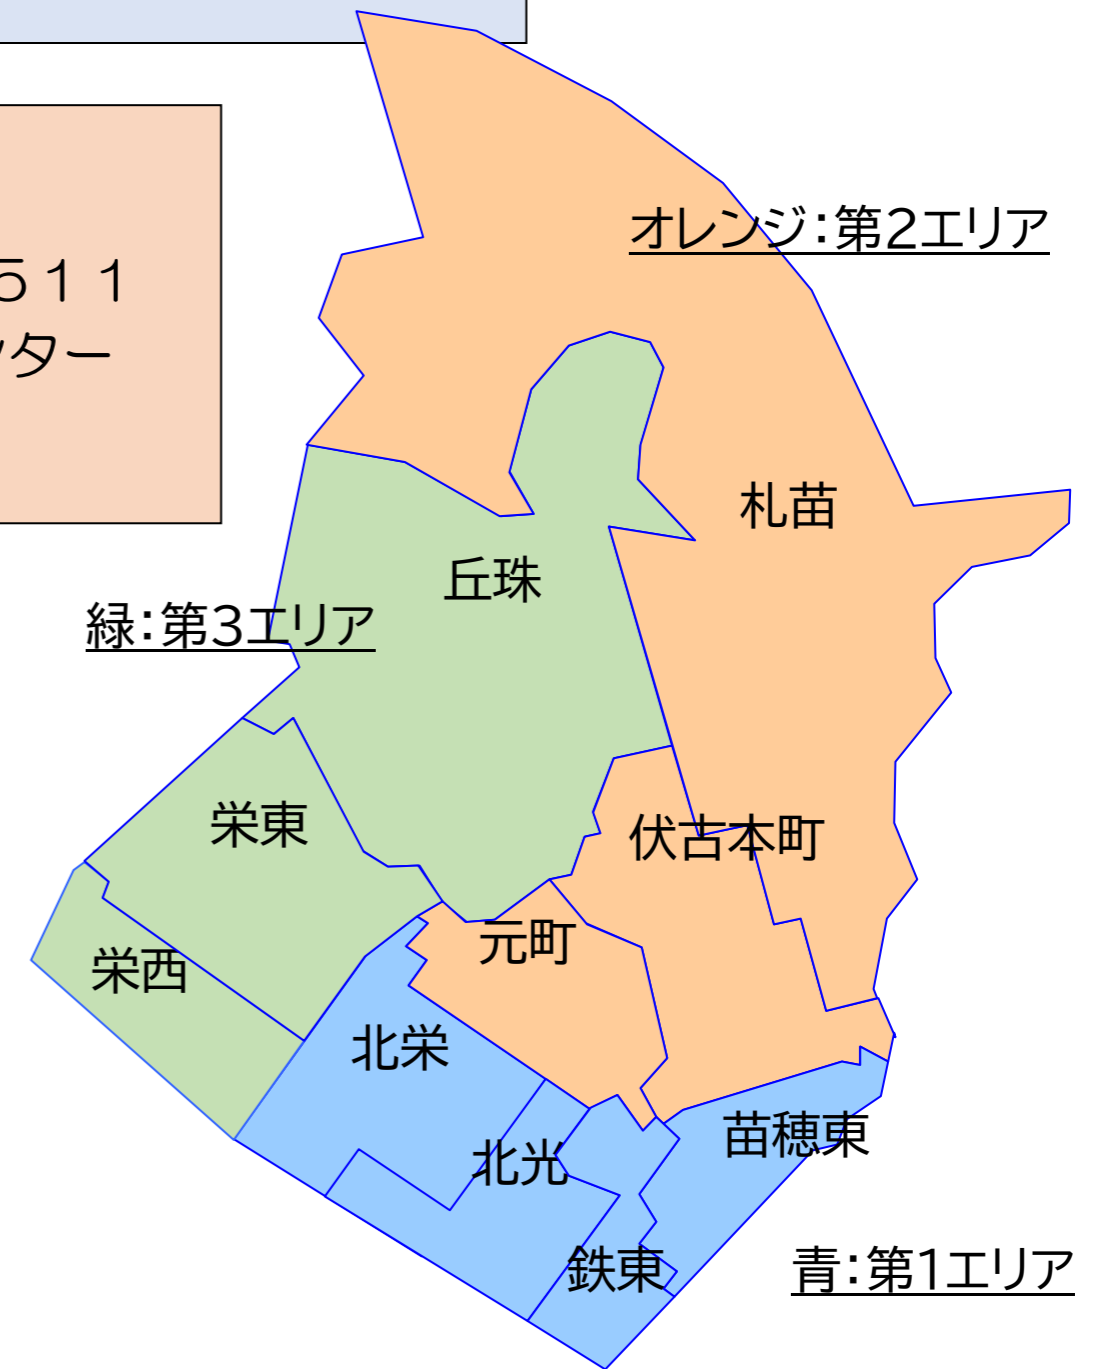 オレンジ：第2エリア
５１１
ター
札苗
丘珠
緑：第3エリア
栄東
伏古本町
元町
栄西
北栄
苗穂東
北光
鉄東
青：第1エリア